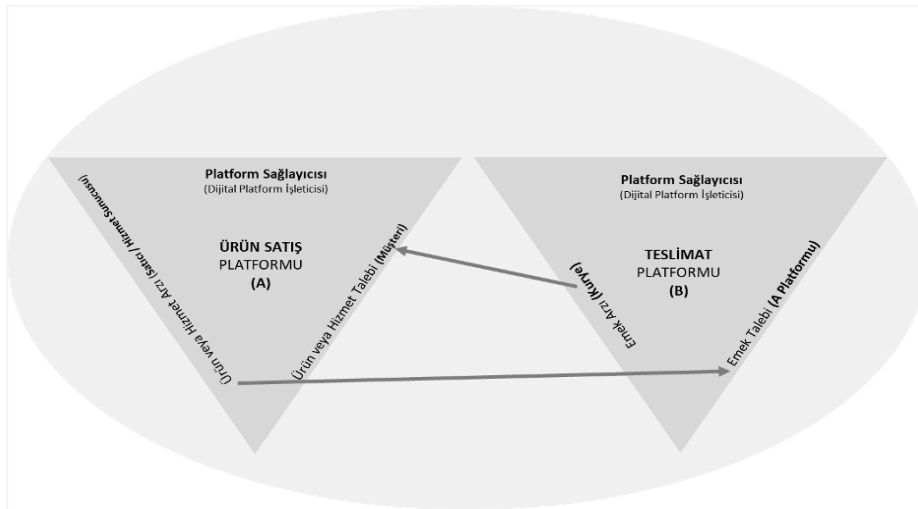 Platform Sağlayıcısı
(Dijital Platform İşleticisi)
ÜRÜN SATIŞ
PLATFORMU
(A)
Ürün veya Hizmet Arzı (Satıcı / Hizmet Sunucusu)
Ürün veya Hizmet Talebi (Müşteri)
Platform Sağlayıcısı
(Dijital Platform İşleticisi)
TESLİMAT
PLATFORMU
(B)
Emek Arzı (Kurye)
Emek Talebi (A Platformu)